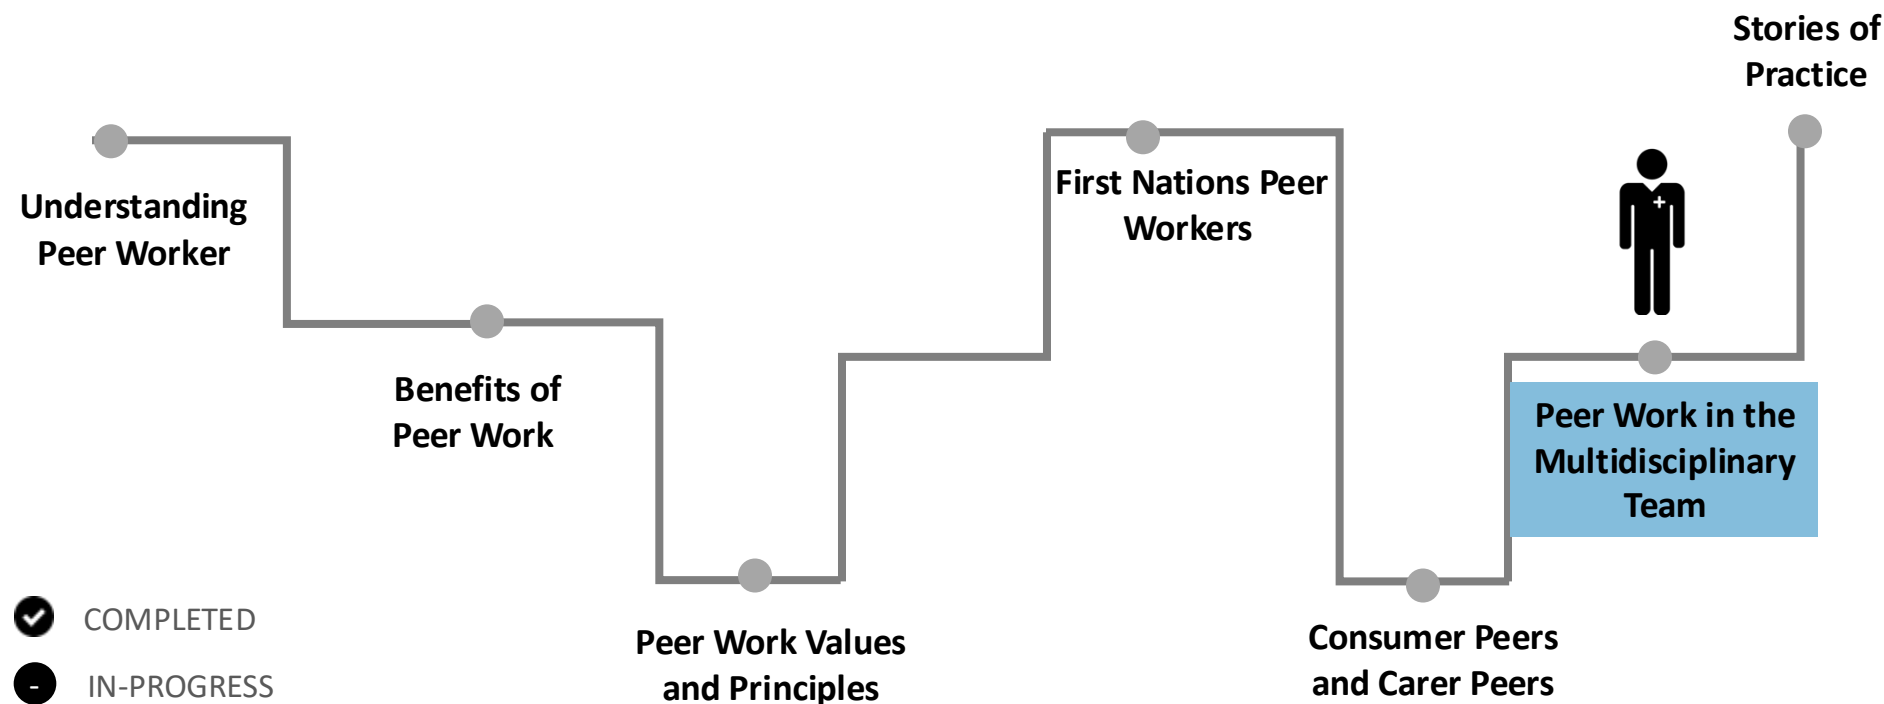 Stories of
Practice
Understanding
Peer Worker
First Nations Peer
Workers
Benefits of
Peer Work
Peer Work in the
Multidisciplinary
Team
COMPLETED
- IN-PROGRESS
Peer Work Values
and Principles
Consumer Peers
and Carer Peers